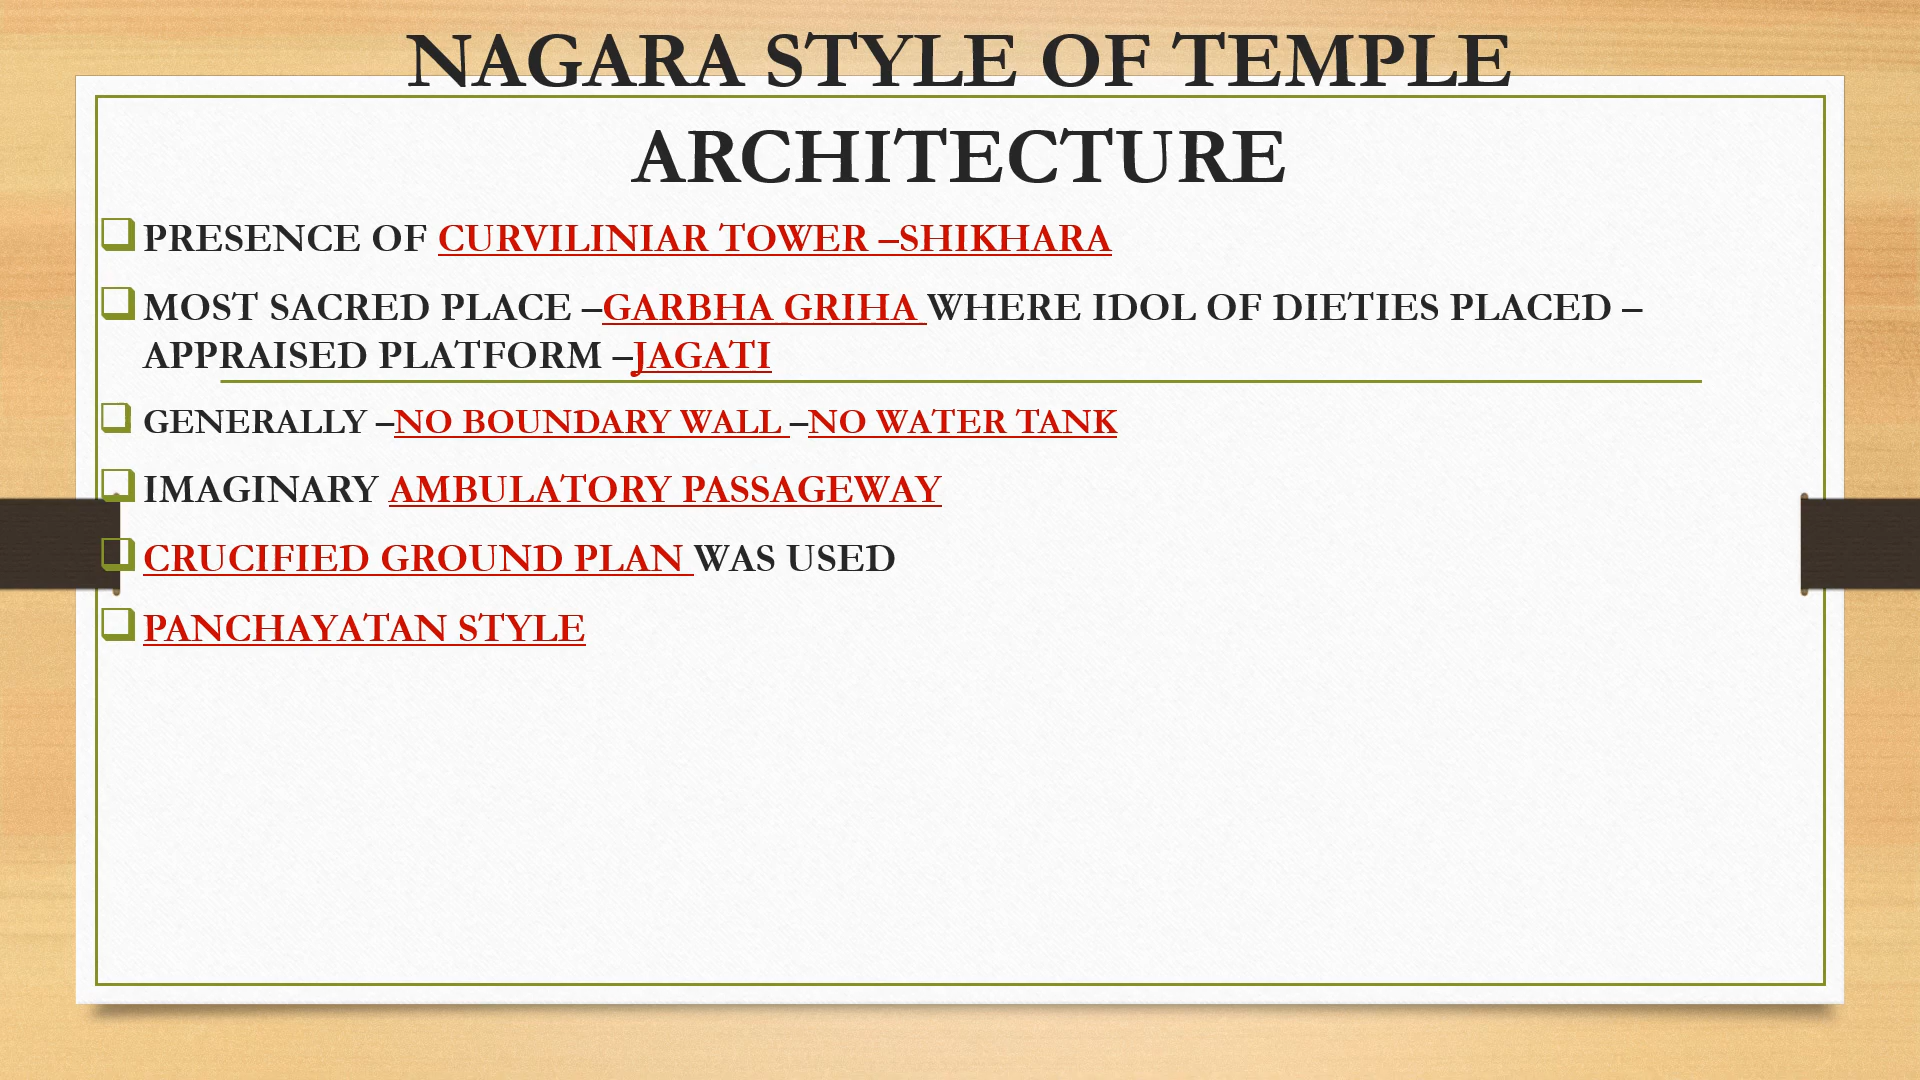 NAGARA STYLE OF TEMPLE
ARCHITECTURE
PRESENCE OF CURVILINIAR TOWER –SHIKHARA
MOST SACRED PLACE –GARBHA GRIHA WHERE IDOL OF DIETIES PLACED –
APPRAISED PLATFORM –JAGATI
GENERALLY –NO BOUNDARY WALL –NO WATER TANK
IMAGINARY AMBULATORY PASSAGEWAY
CRUCIFIED GROUND PLAN WAS USED
PANCHAYATAN STYLE